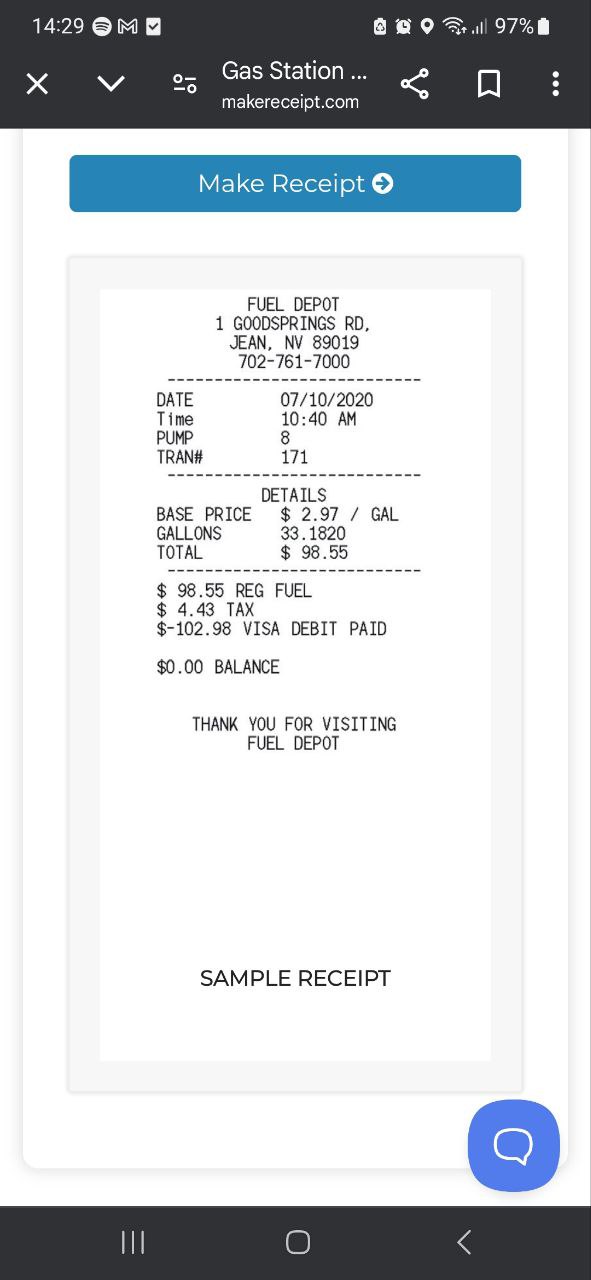 14:29 97%
Gas Station ...
makereceipt.com
Make Receipt
FUEL DEPOT
1 GOODSPRINGS RD,
JEAN, NV 89019
702-761-7000
---------------------------
DATE 07/10/2020
Time 10:40 AM
PUMP 8
TRAN# 171
---------------------------
DETAILS
BASE PRICE $ 2.97 / GAL
GALLONS 33.1820
TOTAL $ 98.55
---------------------------
$ 98.55 REG FUEL
$ 4.43 TAX
$-102.98 VISA DEBIT PAID
$0.00 BALANCE
THANK YOU FOR VISITING
FUEL DEPOT
SAMPLE RECEIPT